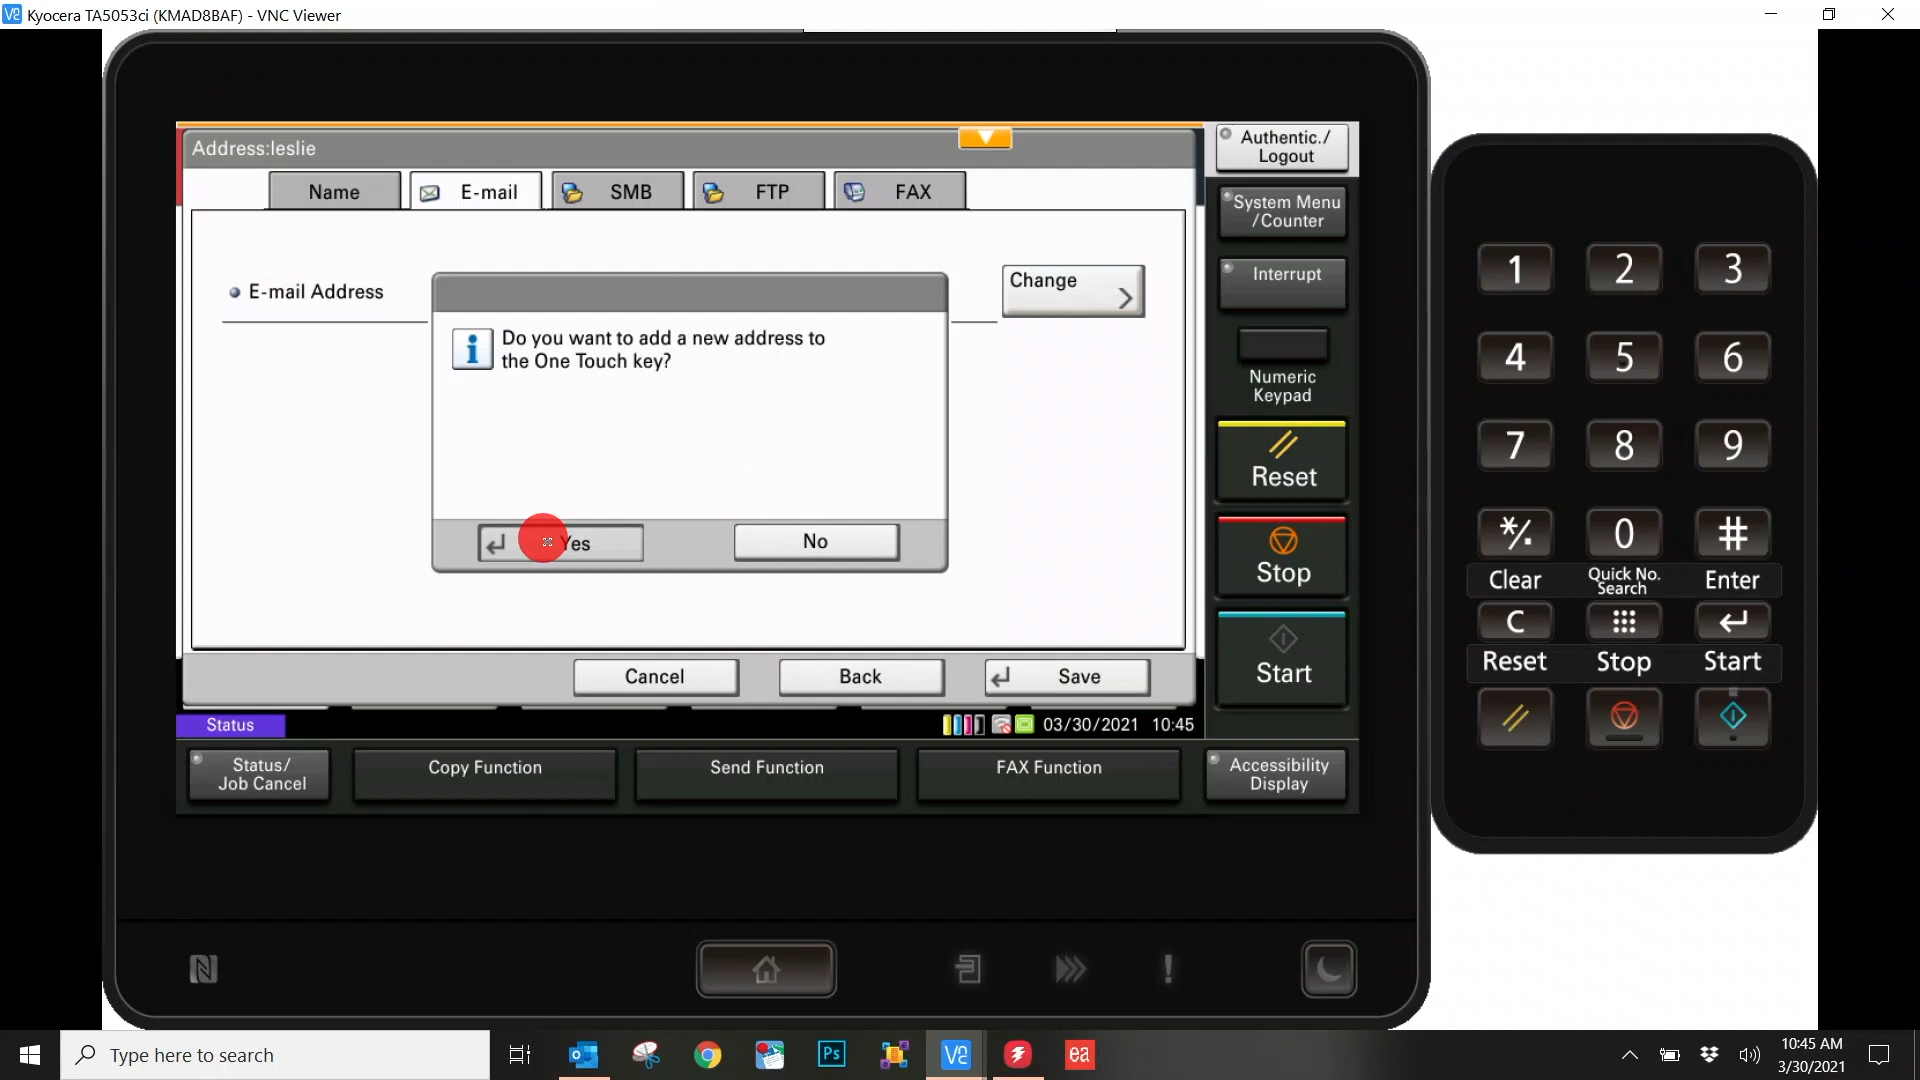 Kyocera TA5053ci (KMAD8BAF) - VNC Viewer
Address:leslie
Name
E-mail
SMB
FTP
FAX
E-mail Address
Change
Do you want to add a new address to
the One Touch key?
Yes
No
Cancel
Back
Save
Status
03/30/2021 10:45
Status/
Job Cancel
Copy Function
Send Function
FAX Function
Accessibility
Display
Authentic./
Logout
System Menu
/Counter
Interrupt
Numeric
Keypad
Reset
Stop
Start
1 2 3
4 5 6
7 8 9
*/. 0 #
Clear
Quick No.
Search
Enter
C
Reset Stop Start
Type here to search
Ps
ea
10:45 AM
3/30/2021